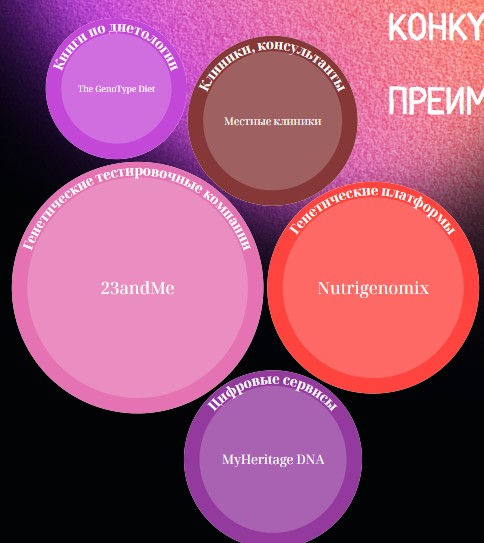 КОНКУ
ПРЕИМ
Книги по диетологии
The GenoType Diet
Клиники, консультанты
Местные клиники
Генетические тестировочные компании
23andMe
Генетические платформы
Nutrigenomix
Цифровые сервисы
MyHeritage DNA